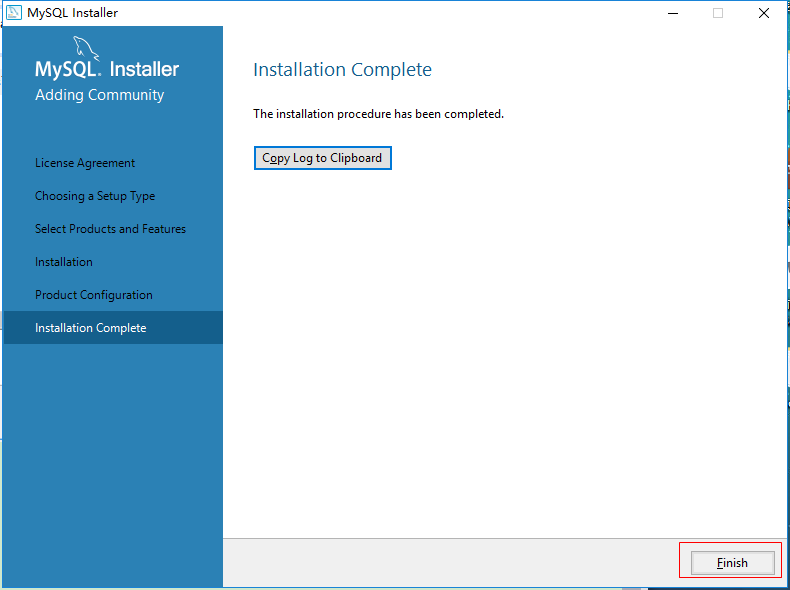 MySQL Installer
MySQL. Installer
Adding Community
License Agreement
Choosing a Setup Type
Select Products and Features
Installation
Product Configuration
Installation Complete
Installation Complete
The installation procedure has been completed.
Copy Log to Clipboard
Finish